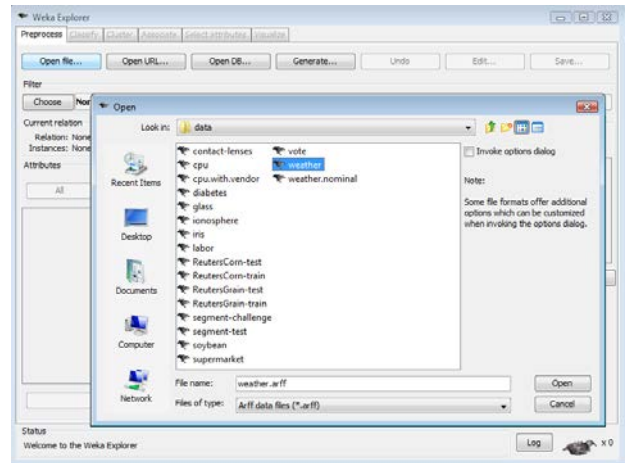 Weka Explorer
Preprocess Classify Cluster Associate Select attributes Visualize
Open file... Open URL... Open DB... Generate... Undo Edit... Save...
Filter
Choose Non
Current relation
Relation: None
Instances: None
Attributes
All
Open
Look in: data
Recent Items
Desktop
Documents
Computer
Network
contact-lenses
cpu
cpu.with.vendor
diabetes
glass
ionosphere
iris
labor
ReutersCorn-test
ReutersCorn-train
ReutersGrain-test
ReutersGrain-train
segment-challenge
segment-test
soybean
supermarket
vote
weather
weather.nominal
Invoke options dialog
Note:
Some file formats offer additional
options which can be customized
when invoking the options dialog.
File name: weather.arff Open
Files of type: Arff data files (*.arff) Cancel
Status
Welcome to the Weka Explorer Log x 0